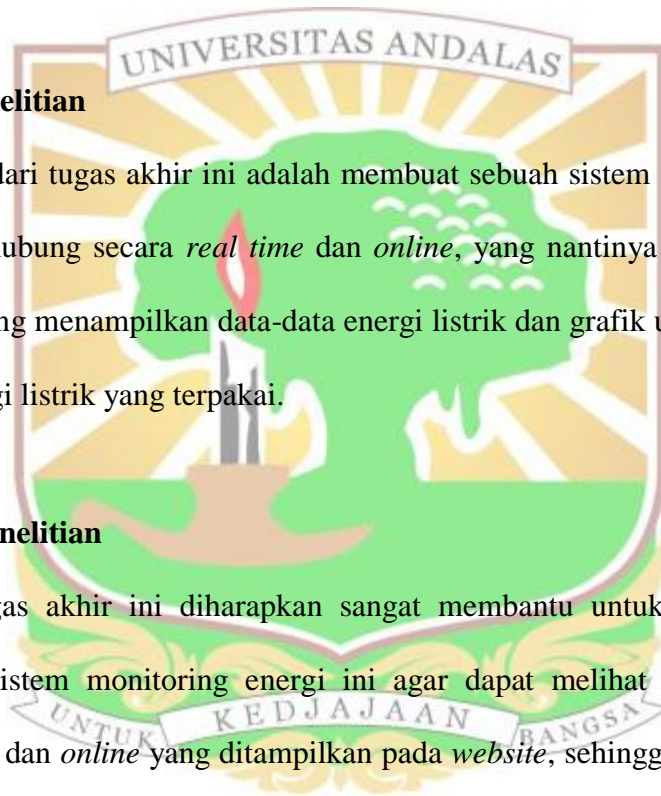 UNIVERSITAS ANDALAS
elitian
dari tugas akhir ini adalah membuat sebuah sistem
ubung secara real time dan online, yang nantinya
ng menampilkan data-data energi listrik dan grafik u
gi listrik yang terpakai.
nelitian
gas akhir ini diharapkan sangat membantu untuk
istem monitoring energi ini agar dapat melihat
UNTUK KEDJAJAAN BANGSA
dan online yang ditampilkan pada website, sehingg